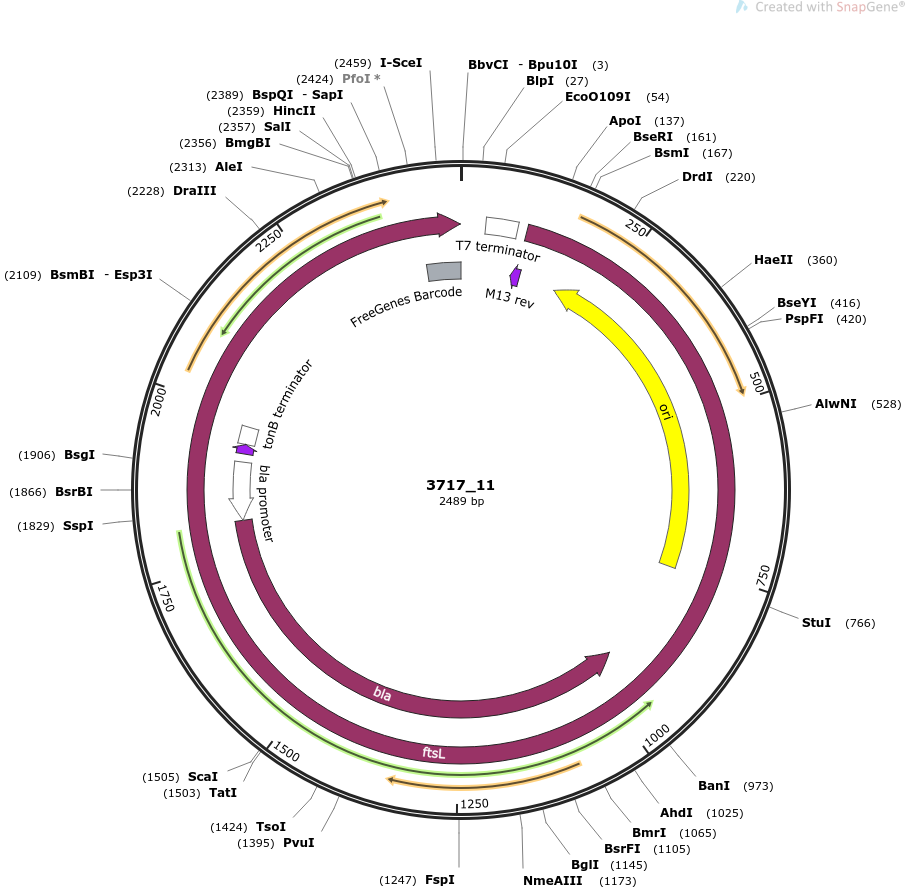 Created with SnapGene®
(2459) I-SceI
(2424) PfoI *
(2389) BspQI - SapI
(2359) HincII
(2357) SalI
(2356) BmgBI
(2313) AleI
(2228) DraIII
(2109) BsmBI - Esp3I
(1906) BsgI
(1866) BsrBI
(1829) SspI
(1505) ScaI
(1503) TatI
(1424) TsoI
(1395) PvuI
(1247) FspI
BbvCI - Bpu10I (3)
BlpI (27)
EcoO109I (54)
ApoI (137)
BseRI (161)
BsmI (167)
DrdI (220)
HaeII (360)
BseYI (416)
PspFI (420)
AlwNI (528)
StuI (766)
BanI (973)
AhdI (1025)
BmrI (1065)
BsrFI (1105)
BglI (1145)
NmeAIII (1173)
250
500
750
1000
1250
1500
1750
2000
2250
T7 terminator
M13 rev
FreeGenes Barcode
ori
tonB terminator
bla promoter
bla
ftsL
3717_11
2489 bp